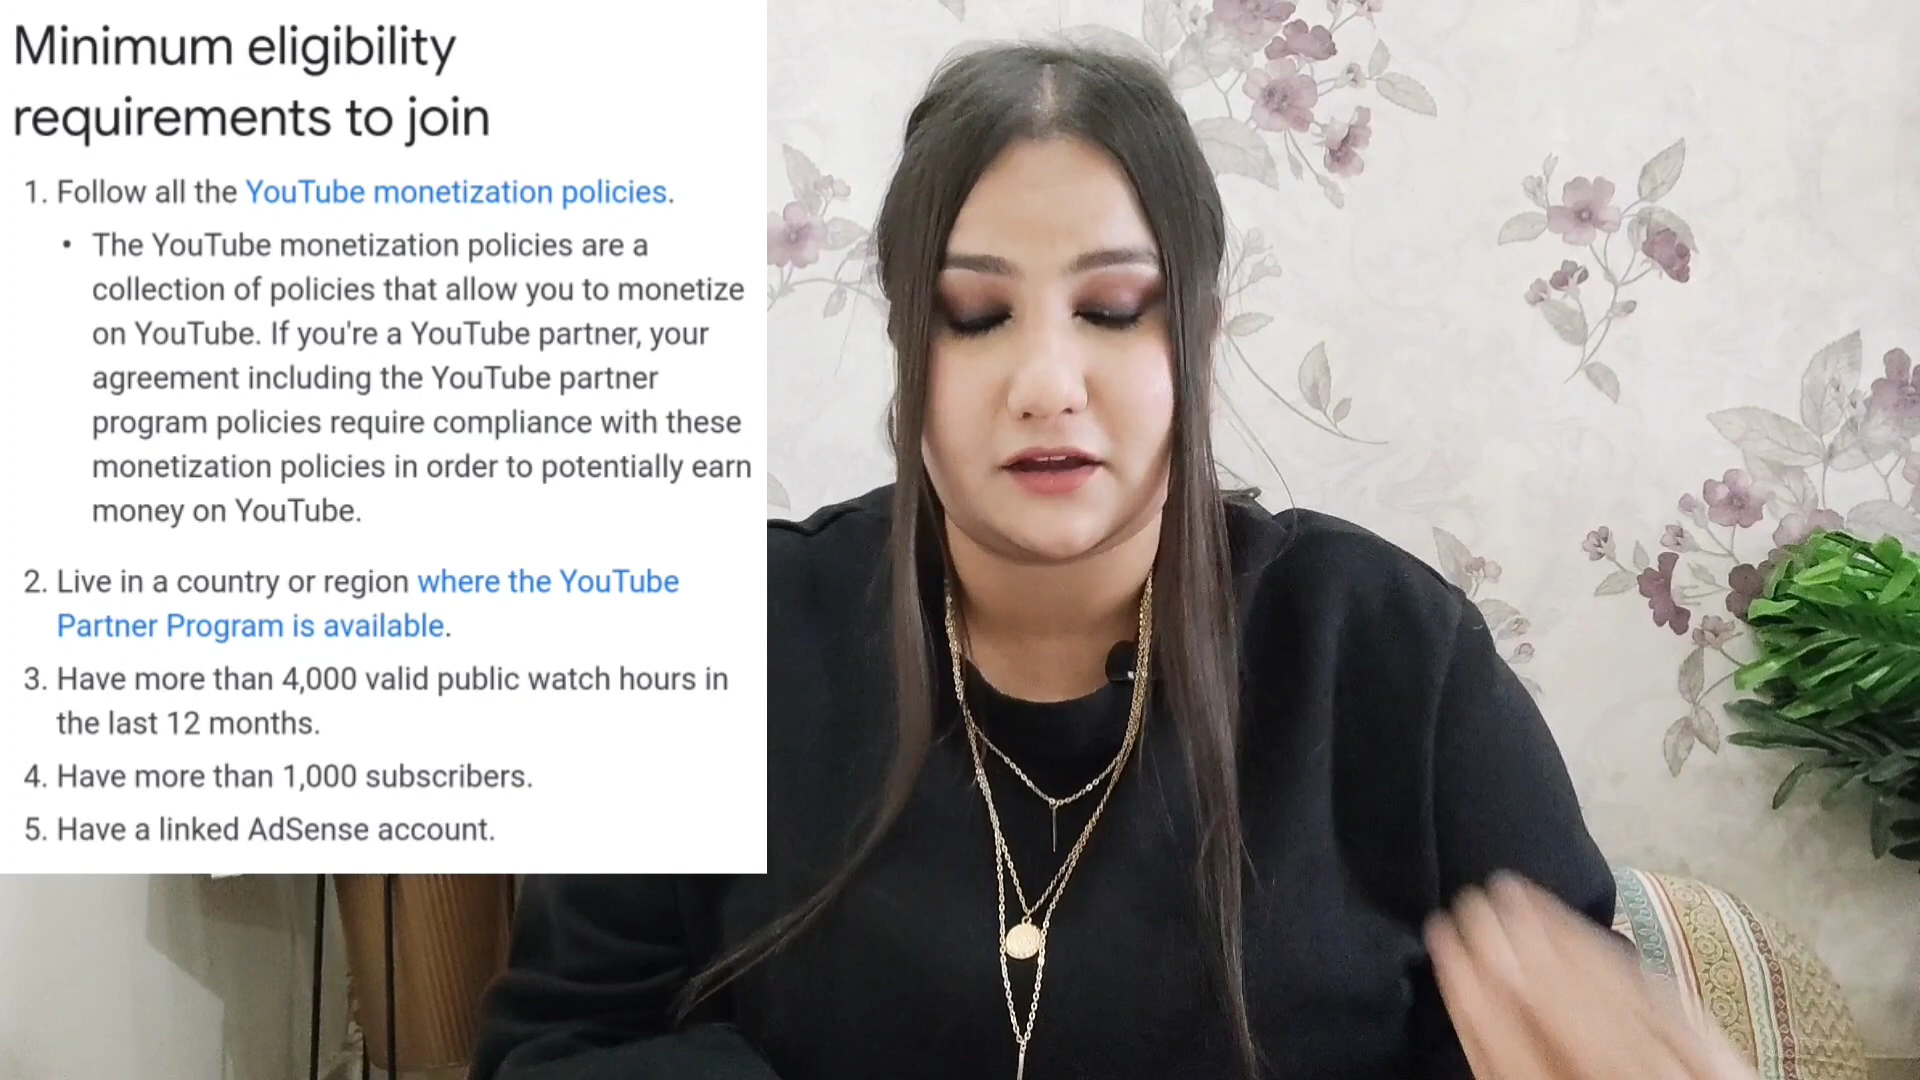 Minimum eligibility
requirements to join
1. Follow all the YouTube monetization policies.
• The YouTube monetization policies are a
collection of policies that allow you to monetize
on YouTube. If you're a YouTube partner, your
agreement including the YouTube partner
program policies require compliance with these
monetization policies in order to potentially earn
money on YouTube.
2. Live in a country or region where the YouTube
Partner Program is available.
3. Have more than 4,000 valid public watch hours in
the last 12 months.
4. Have more than 1,000 subscribers.
5. Have a linked AdSense account.